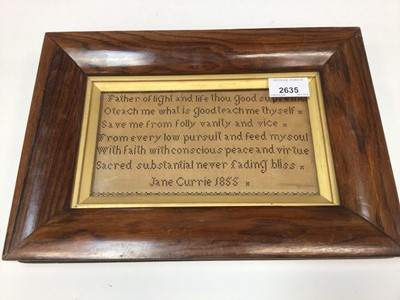 2635
Father of light and life thou good supreme
O teach me what is good teach me thyself
Save me from folly vanity and vice
From every low pursuit and feed my soul
With faith with conscious peace and virtue
Sacred substantial never fading bliss
Jane Currie 1855